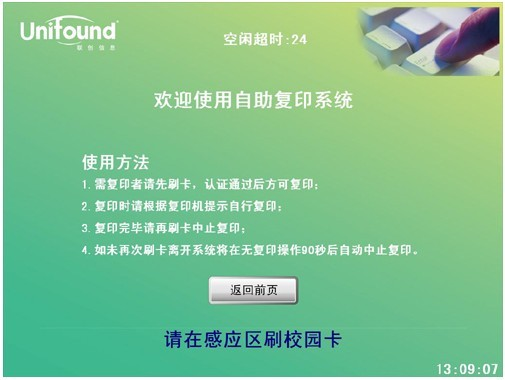 Unifound
联创信息
空闲超时:24
欢迎使用自助复印系统
使用方法
1.需复印者请先刷卡，认证通过后方可复印；
2.复印时请根据复印机提示自行复印；
3.复印完毕请再刷卡中止复印；
4.如未再次刷卡离开系统将在无复印操作90秒后自动中止复印。
返回前页
请在感应区刷校园卡
13:09:07